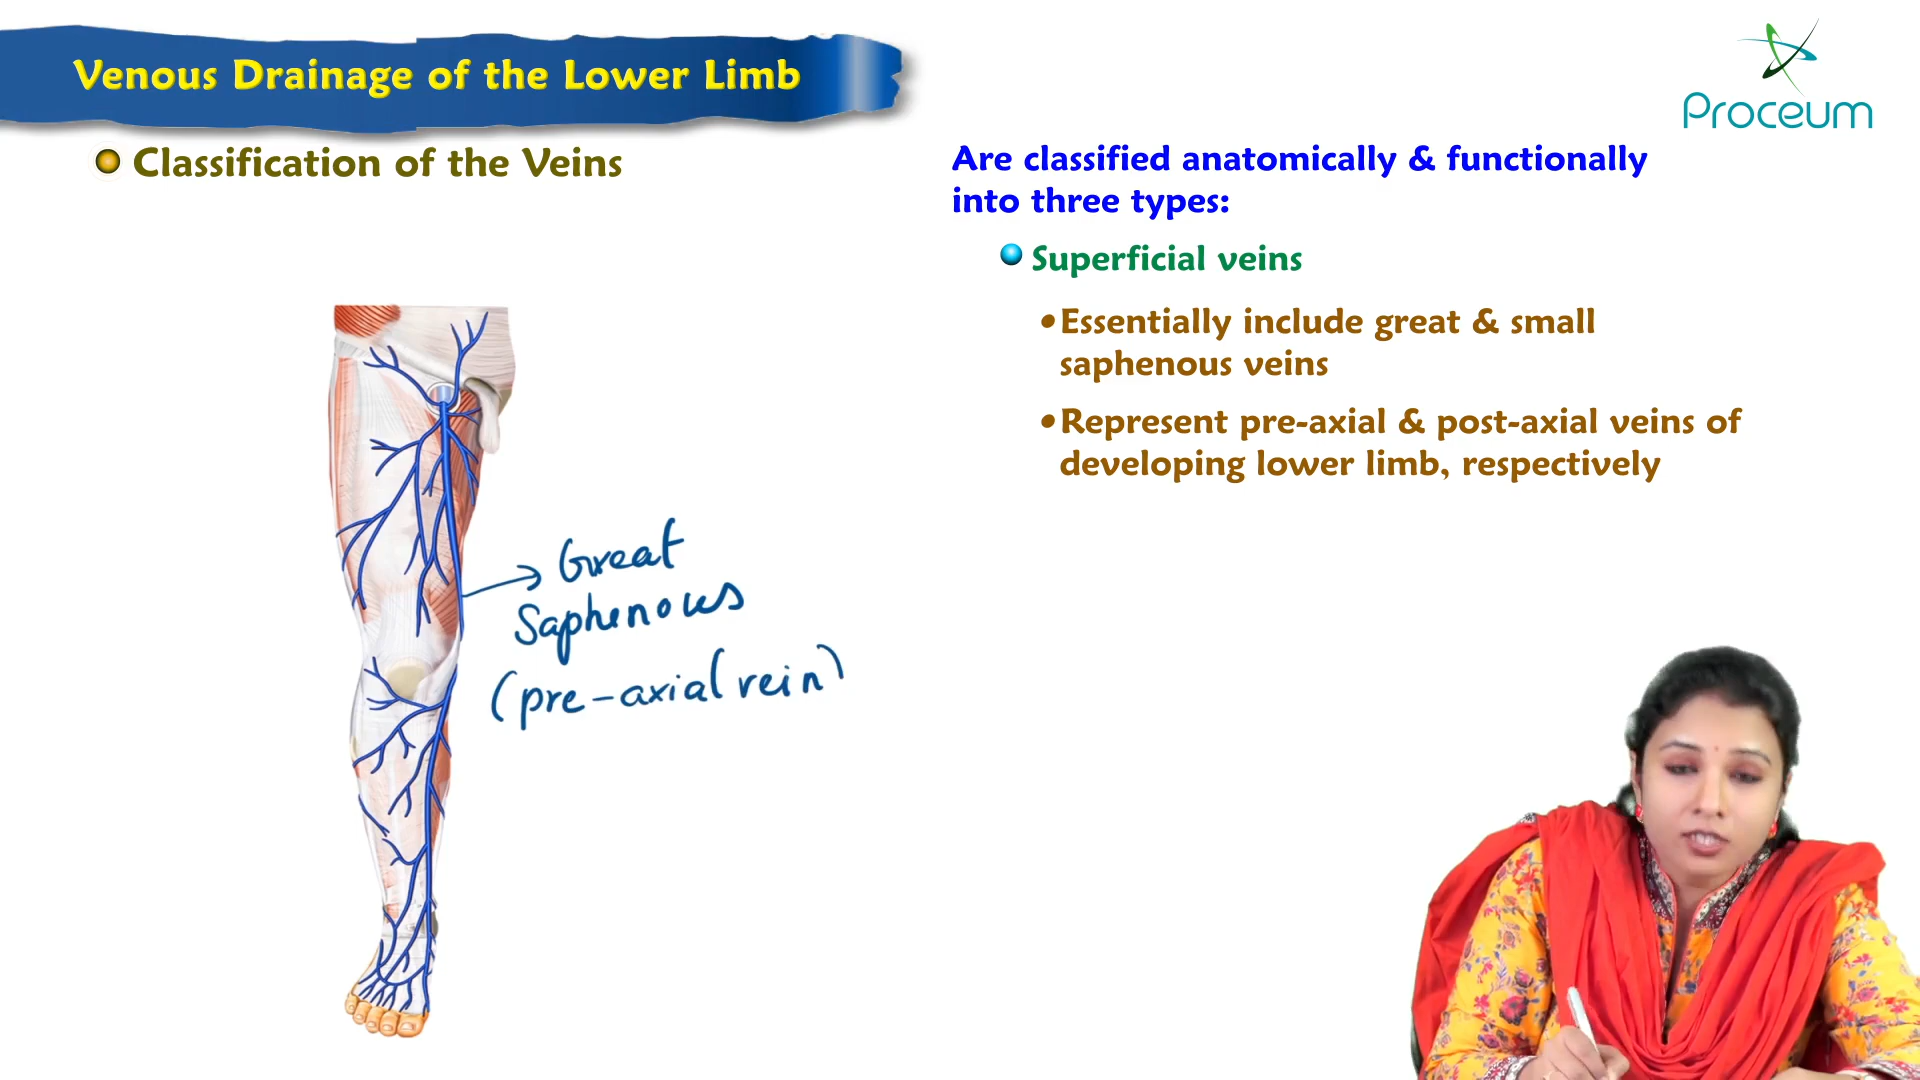 Venous Drainage of the Lower Limb
Proceum
Classification of the Veins
Are classified anatomically & functionally
into three types:
Superficial veins
•Essentially include great & small
saphenous veins
•Represent pre-axial & post-axial veins of
developing lower limb, respectively
Great
Saphenous
(pre-axial vein)